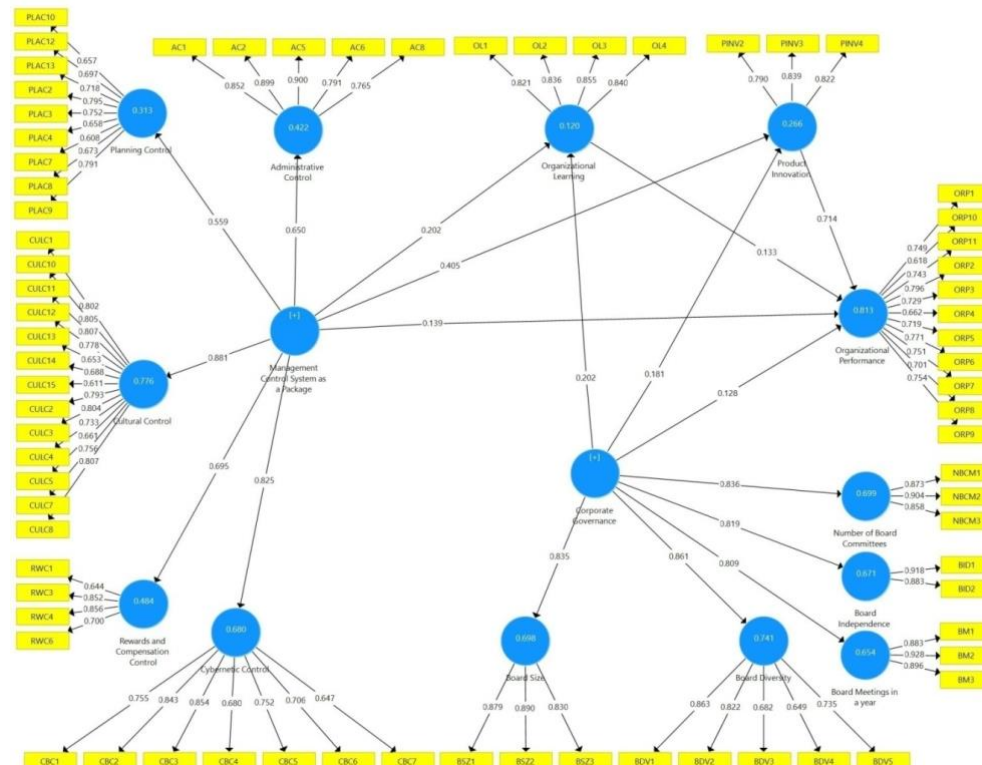 PLAC10
PLAC12
PLAC13
PLAC2
PLAC3
PLAC4
PLAC7
PLAC8
PLAC9
0.657
0.697
0.718
0.795
0.752
0.658
0.608
0.673
0.791
0.313
Planning Control
AC1
AC2
AC5
AC6
AC8
0.852
0.899
0.900
0.791
0.765
0.422
Administrative
Control
OL1
OL2
OL3
OL4
0.821
0.836
0.855
0.840
0.120
Organizational
Learning
PINV2
PINV3
PINV4
0.790
0.839
0.822
0.266
Product
Innovation
0.559
0.650
0.202
0.405
0.133
0.714
ORP1
ORP10
ORP11
ORP2
ORP3
ORP4
ORP5
ORP6
ORP7
ORP8
ORP9
0.749
0.618
0.743
0.796
0.729
0.662
0.719
0.771
0.751
0.701
0.754
0.813
Organizational
Performance
CULC1
CULC10
CULC11
CULC12
CULC13
CULC14
CULC15
CULC2
CULC3
CULC4
CULC5
CULC7
CULC8
0.802
0.805
0.807
0.778
0.653
0.688
0.611
0.793
0.804
0.733
0.661
0.756
0.807
0.776
Cultural Control
0.881
[+]
Management
Control System as
a Package
0.139
0.181
0.128
0.202
0.695
0.825
[+]
Corporate
Governance
0.836
0.819
0.809
0.861
0.835
NBCM1
NBCM2
NBCM3
0.873
0.904
0.858
0.699
Number of Board
Committees
BID1
BID2
0.918
0.883
0.671
Board
Independence
BM1
BM2
BM3
0.883
0.928
0.896
0.654
Board Meetings in
a year
RWC1
RWC3
RWC4
RWC6
0.644
0.852
0.856
0.700
0.484
Rewards and
Compensation
Control
0.680
Cybernetic Control
0.755
0.843
0.854
0.680
0.752
0.706
0.647
CBC1
CBC2
CBC3
CBC4
CBC5
CBC6
CBC7
0.698
Board Size
0.879
0.890
0.830
BSZ1
BSZ2
BSZ3
0.741
Board Diversity
0.863
0.822
0.682
0.649
0.735
BDV1
BDV2
BDV3
BDV4
BDV5